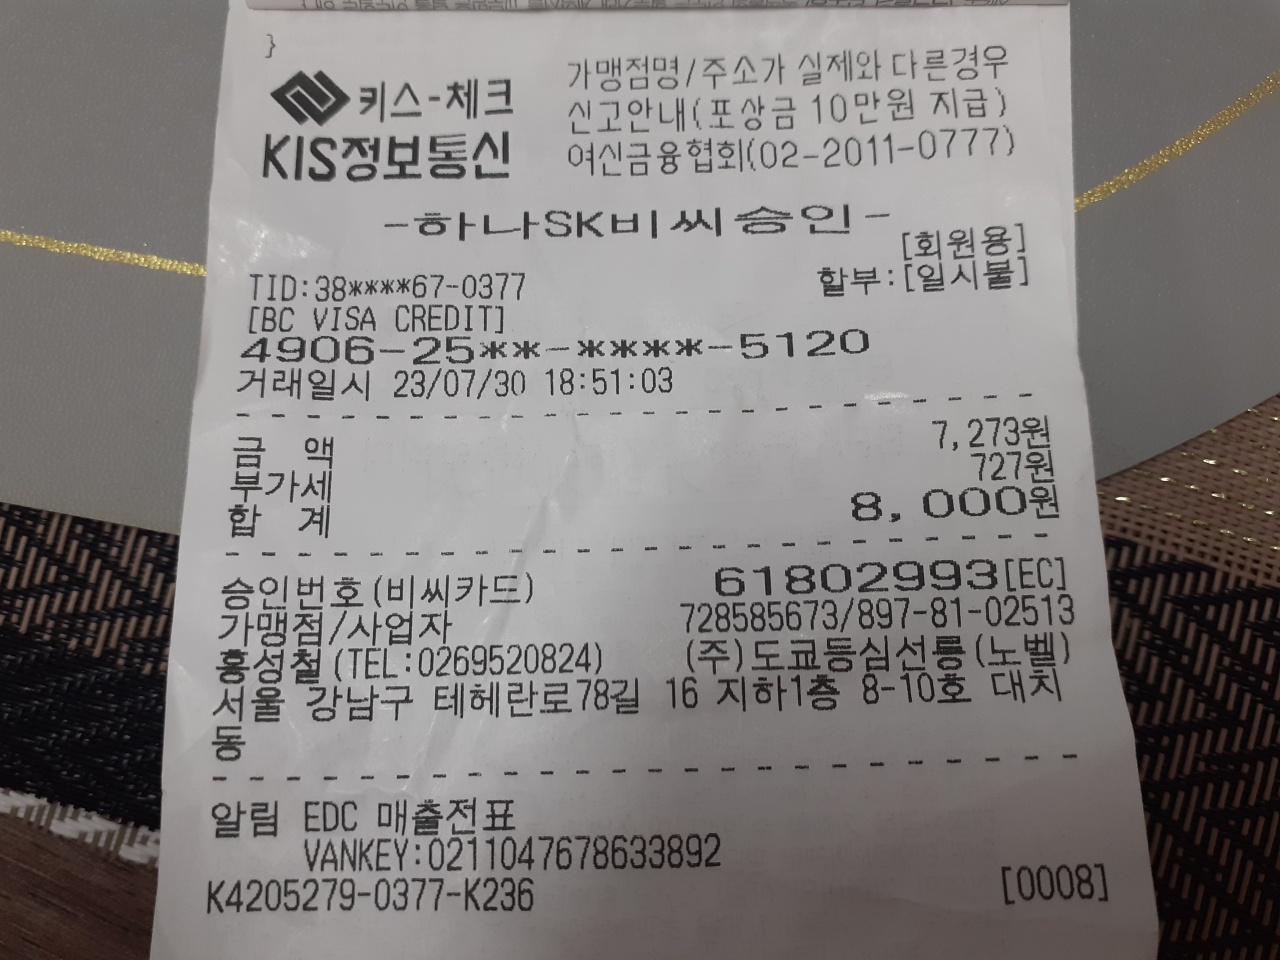 }
키스-체크
KIS정보통신
가맹점명/주소가 실제와 다른경우
신고안내(포상금 10만원 지급)
여신금융협회(02-2011-0777)
-하나SK비씨승인-
[회원용]
TID:38****67-0377
할부:[일시불]
[BC VISA CREDIT]
4906-25**-****-5120
거래일시 23/07/30 18:51:03
금 액 7,273원
부가세 727원
합 계 8,000원
승인번호(비씨카드) 61802993[EC]
가맹점/사업자 728585673/897-81-02513
홍성철(TEL:0269520824) (주)도쿄등심선릉(노벨)
서울 강남구 테헤란로78길 16 지하1층 8-10호 대치
동
알림 EDC 매출전표
VANKEY:0211047678633892
K4205279-0377-K236
[0008]